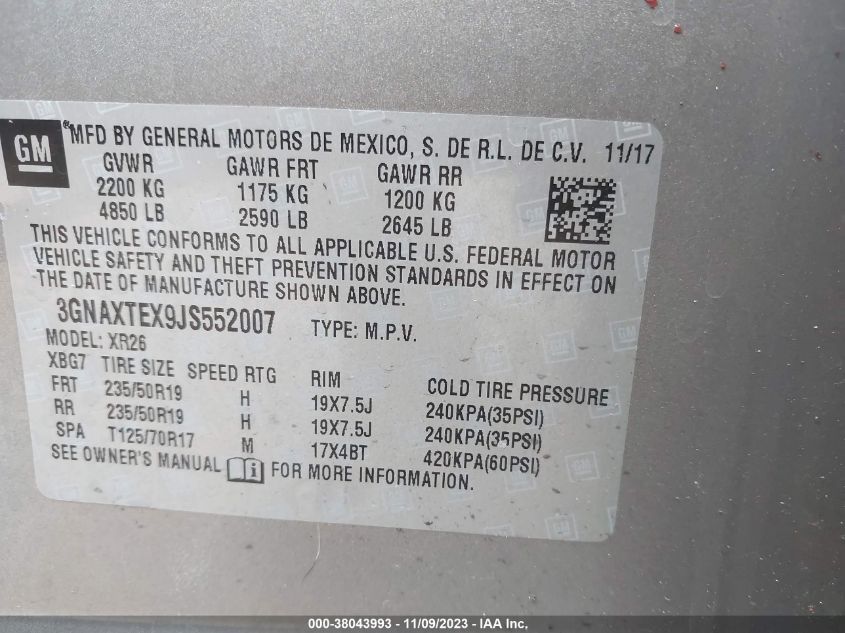 GM
®MFD BY GENERAL MOTORS DE MEXICO, S. DE R.L. DE C.V. 11/17
GVWR GAWR FRT GAWR RR
2200 KG 1175 KG 1200 KG
4850 LB 2590 LB 2645 LB
THIS VEHICLE CONFORMS TO ALL APPLICABLE U.S. FEDERAL MOTOR
VEHICLE SAFETY AND THEFT PREVENTION STANDARDS IN EFFECT ON
THE DATE OF MANUFACTURE SHOWN ABOVE.
3GNAXTEX9JS552007 TYPE: M.P.V.
MODEL: XR26
XBG7 TIRE SIZE SPEED RTG RIM COLD TIRE PRESSURE
FRT 235/50R19 H 19X7.5J 240KPA(35PSI)
RR 235/50R19 H 19X7.5J 240KPA(35PSI)
SPA T125/70R17 M 17X4BT 420KPA(60PSI)
SEE OWNER'S MANUAL FOR MORE INFORMATION.
000-38043993 - 11/09/2023 - IAA Inc.